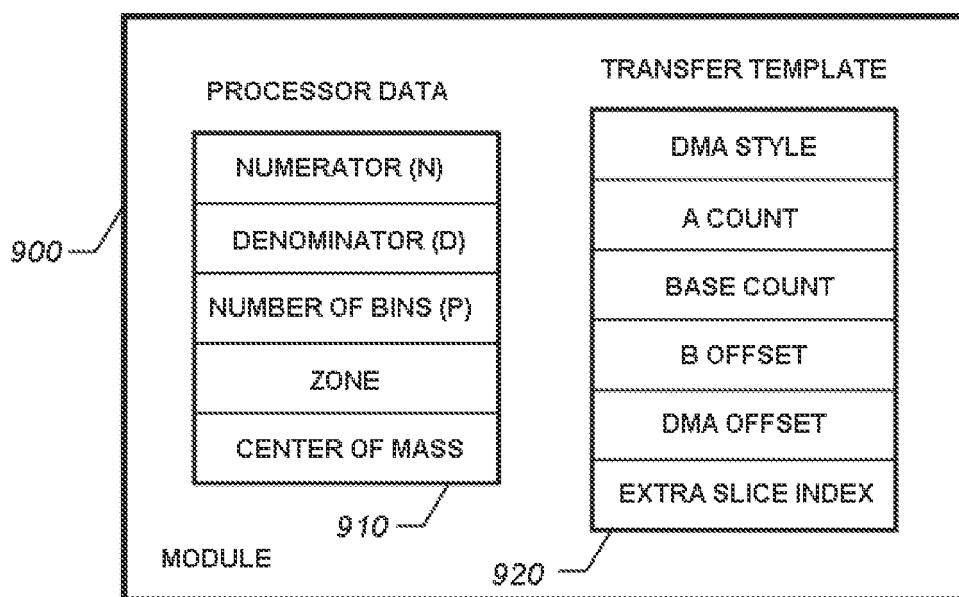 PROCESSOR DATA
NUMERATOR (N)
DENOMINATOR (D)
NUMBER OF BINS (P)
ZONE
CENTER OF MASS
910
TRANSFER TEMPLATE
DMA STYLE
A COUNT
BASE COUNT
B OFFSET
DMA OFFSET
EXTRA SLICE INDEX
920
900
MODULE